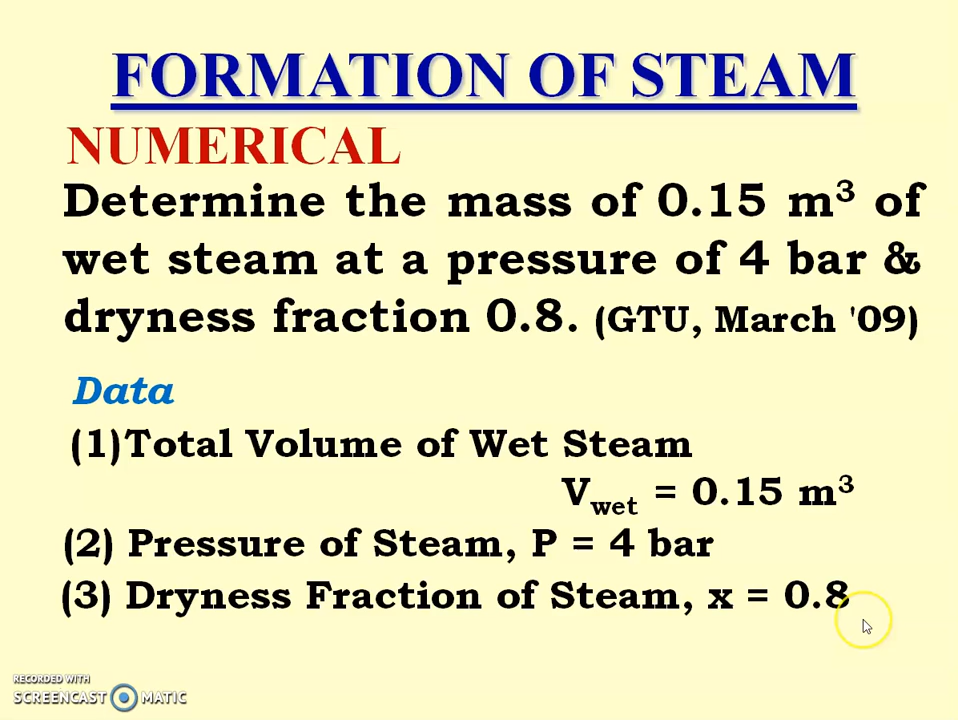 FORMATION OF STEAM
NUMERICAL
Determine the mass of 0.15 m³ of
wet steam at a pressure of 4 bar &
dryness fraction 0.8. (GTU, March '09)
Data
(1)Total Volume of Wet Steam
Vwet = 0.15 m³
(2) Pressure of Steam, P = 4 bar
(3) Dryness Fraction of Steam, x = 0.8
RECORDED WITH
SCREENCAST MATIC